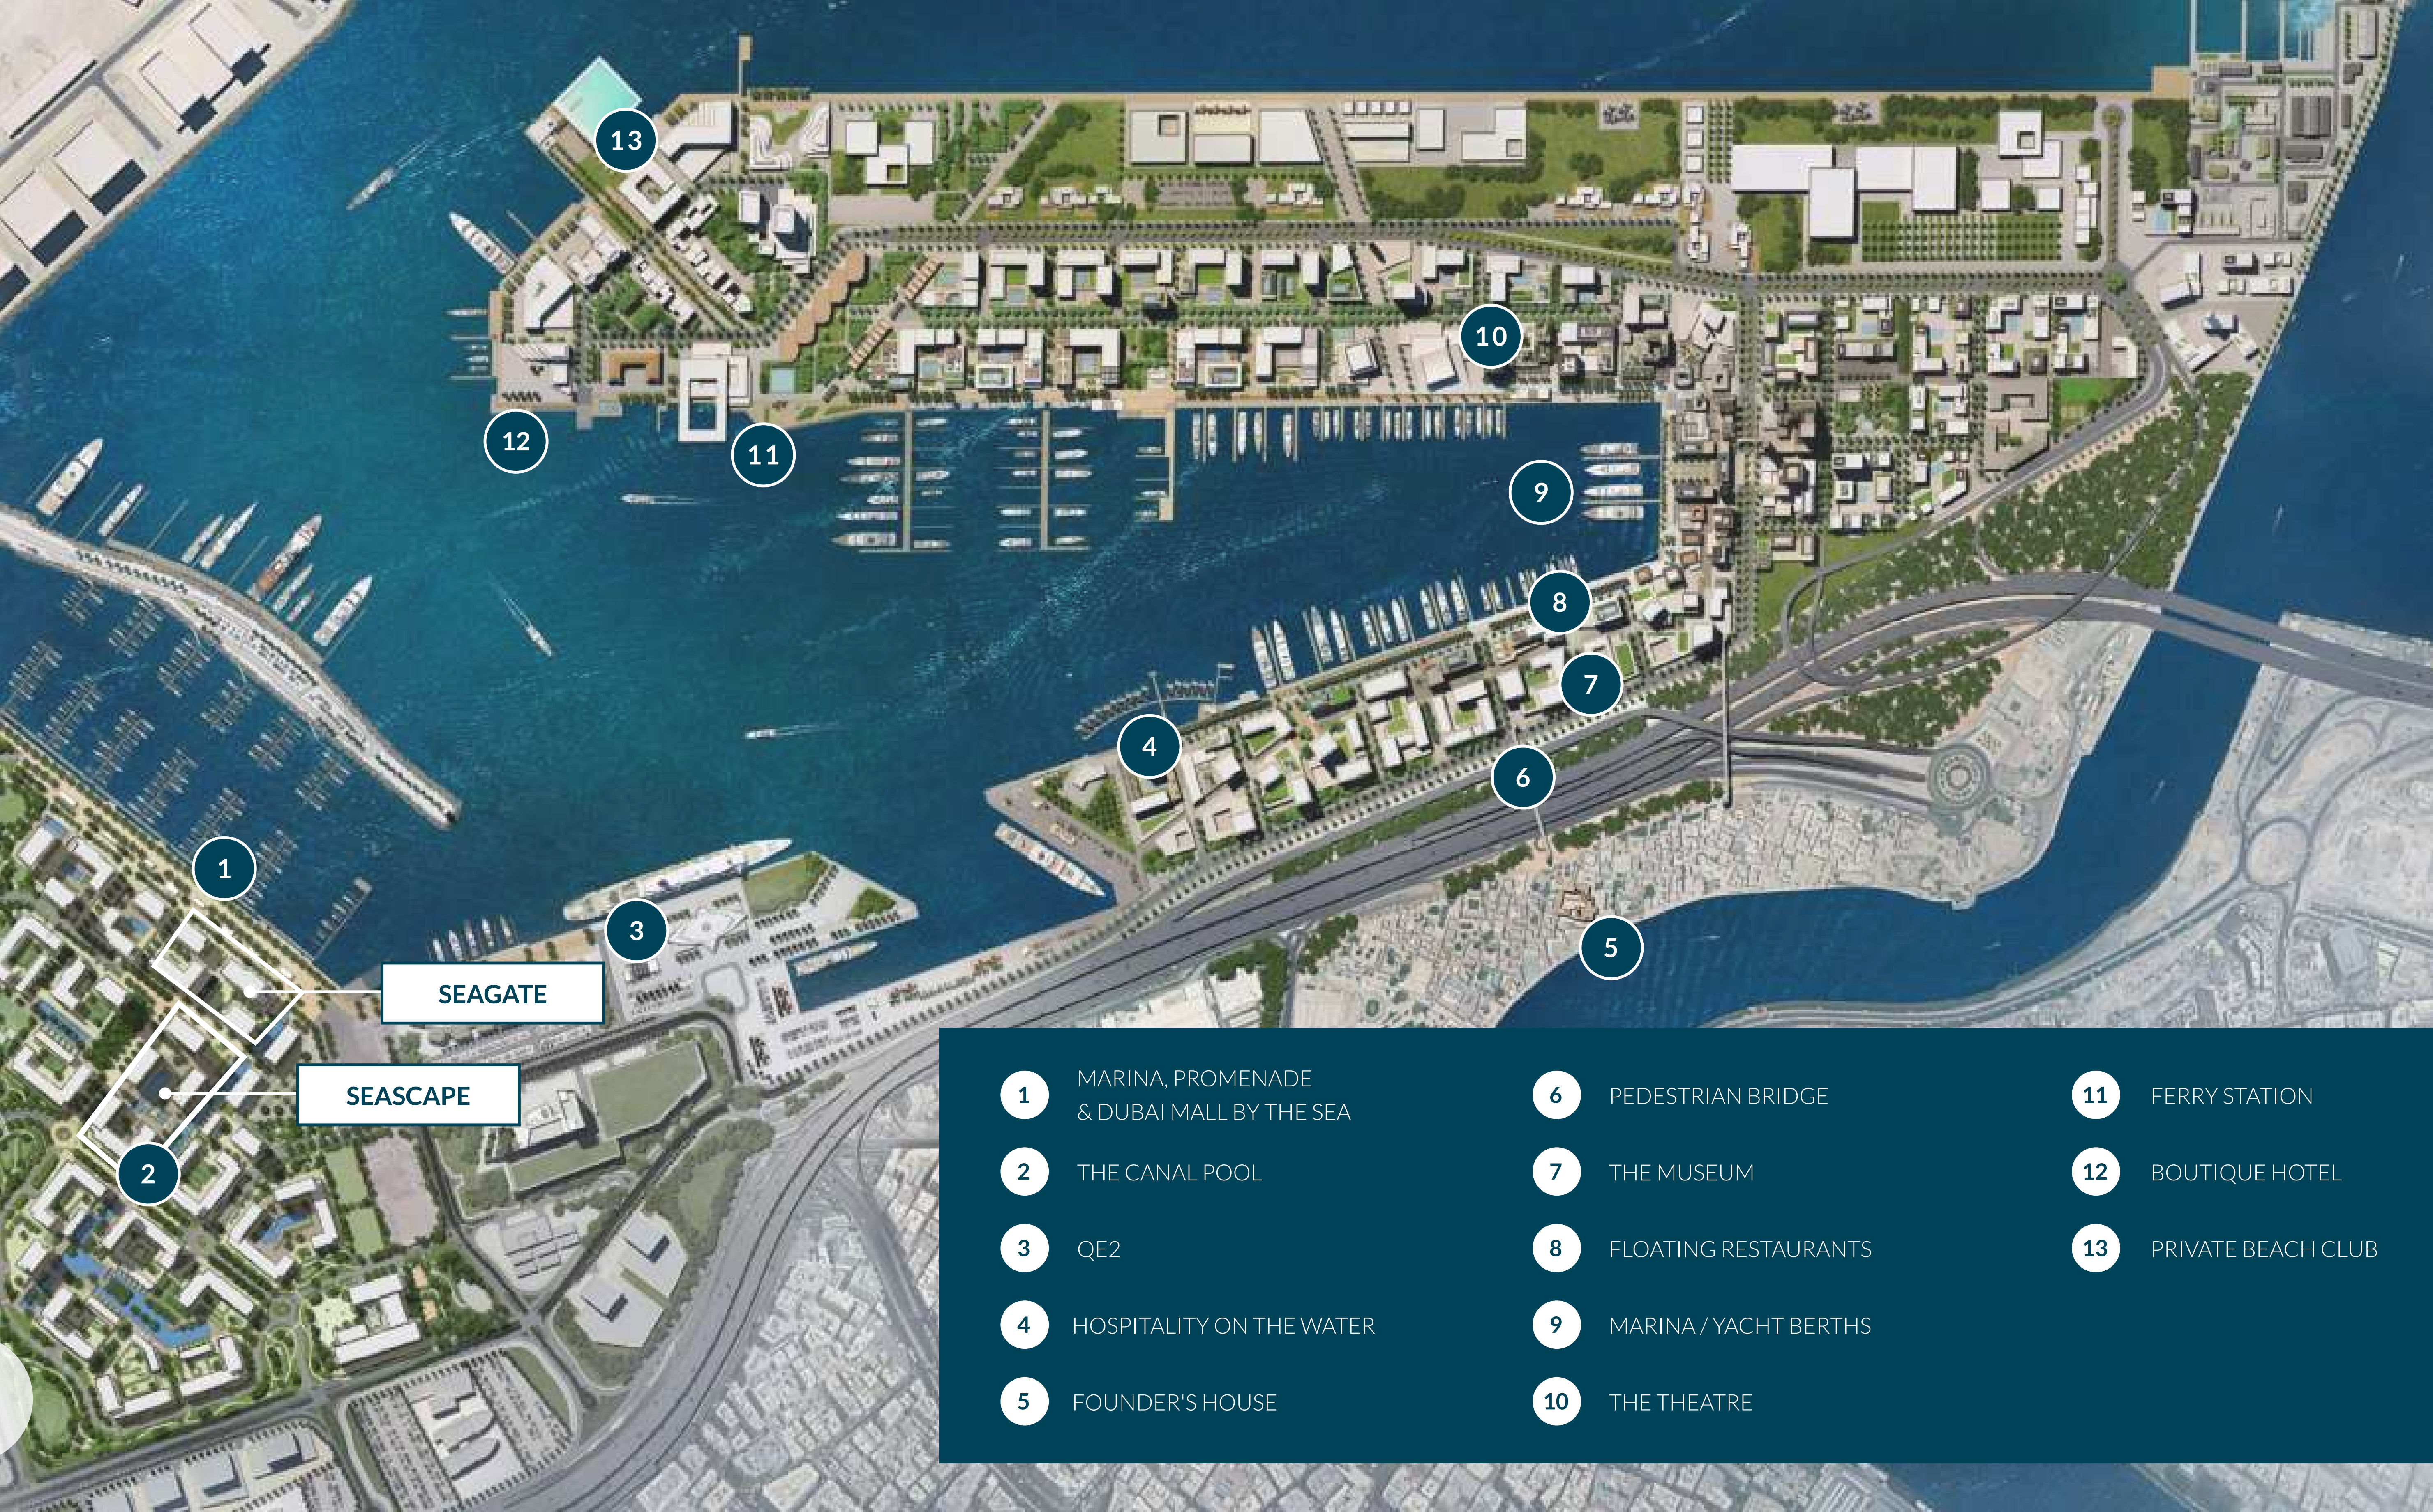 13
10
12
11
9
8
7
4
6
1
3
5
SEAGATE
SEASCAPE
2
1 MARINA, PROMENADE
& DUBAI MALL BY THE SEA
2 THE CANAL POOL
3 QE2
4 HOSPITALITY ON THE WATER
5 FOUNDER'S HOUSE
6 PEDESTRIAN BRIDGE
7 THE MUSEUM
8 FLOATING RESTAURANTS
9 MARINA / YACHT BERTHS
10 THE THEATRE
11 FERRY STATION
12 BOUTIQUE HOTEL
13 PRIVATE BEACH CLUB